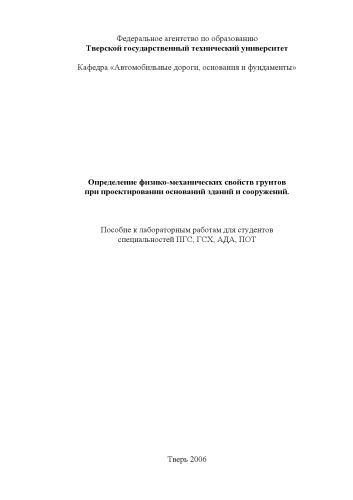 Федеральное агентство по образованию
Тверской государственный технический университет
Кафедра «Автомобильные дороги, основания и фундаменты»
Определение физико-механических свойств грунтов
при проектировании оснований зданий и сооружений.
Пособие к лабораторным работам для студентов
специальностей ПГС, ГСХ, АДА, ПОТ
Тверь 2006